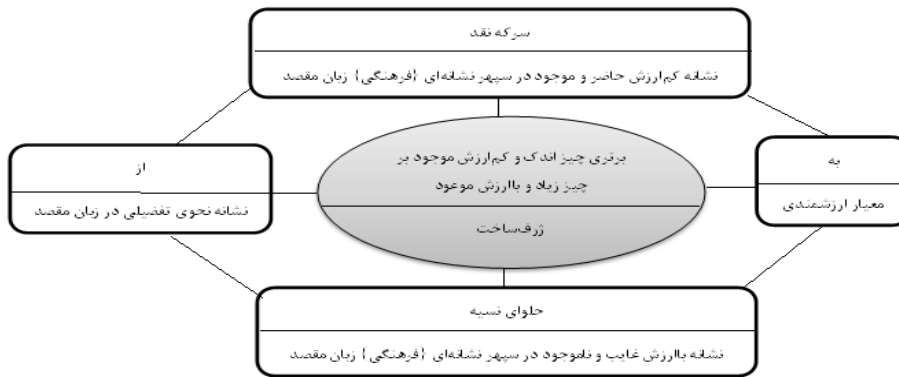 سرکه نقد
نشانه کم‌ارزش حاضر و موجود در سپهر نشانه‌ای {فرهنگی} زبان مقصد
به
معیار ارزشمندی
برتری چیز اندک و کم‌ارزش موجود بر
چیز زیاد و باارزش موعود
ژرف‌ساخت
از
نشانه نحوی تفضیلی در زبان مقصد
حلوای نسیه
نشانه باارزش غایب و ناموجود در سپهر نشانه‌ای {فرهنگی} زبان مقصد